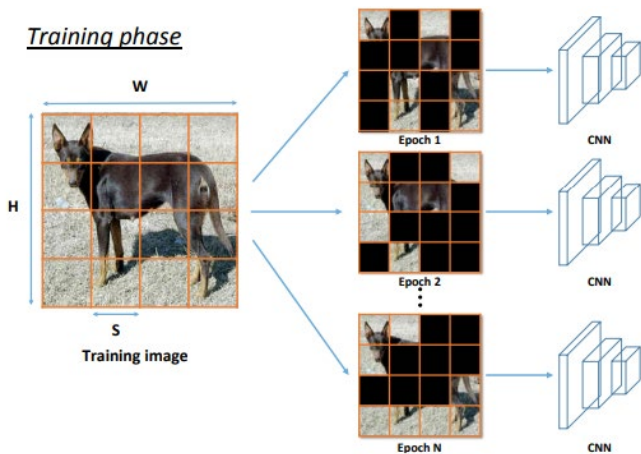 Training phase
W
H
S
Training image
Epoch 1
CNN
Epoch 2
CNN
Epoch N
CNN